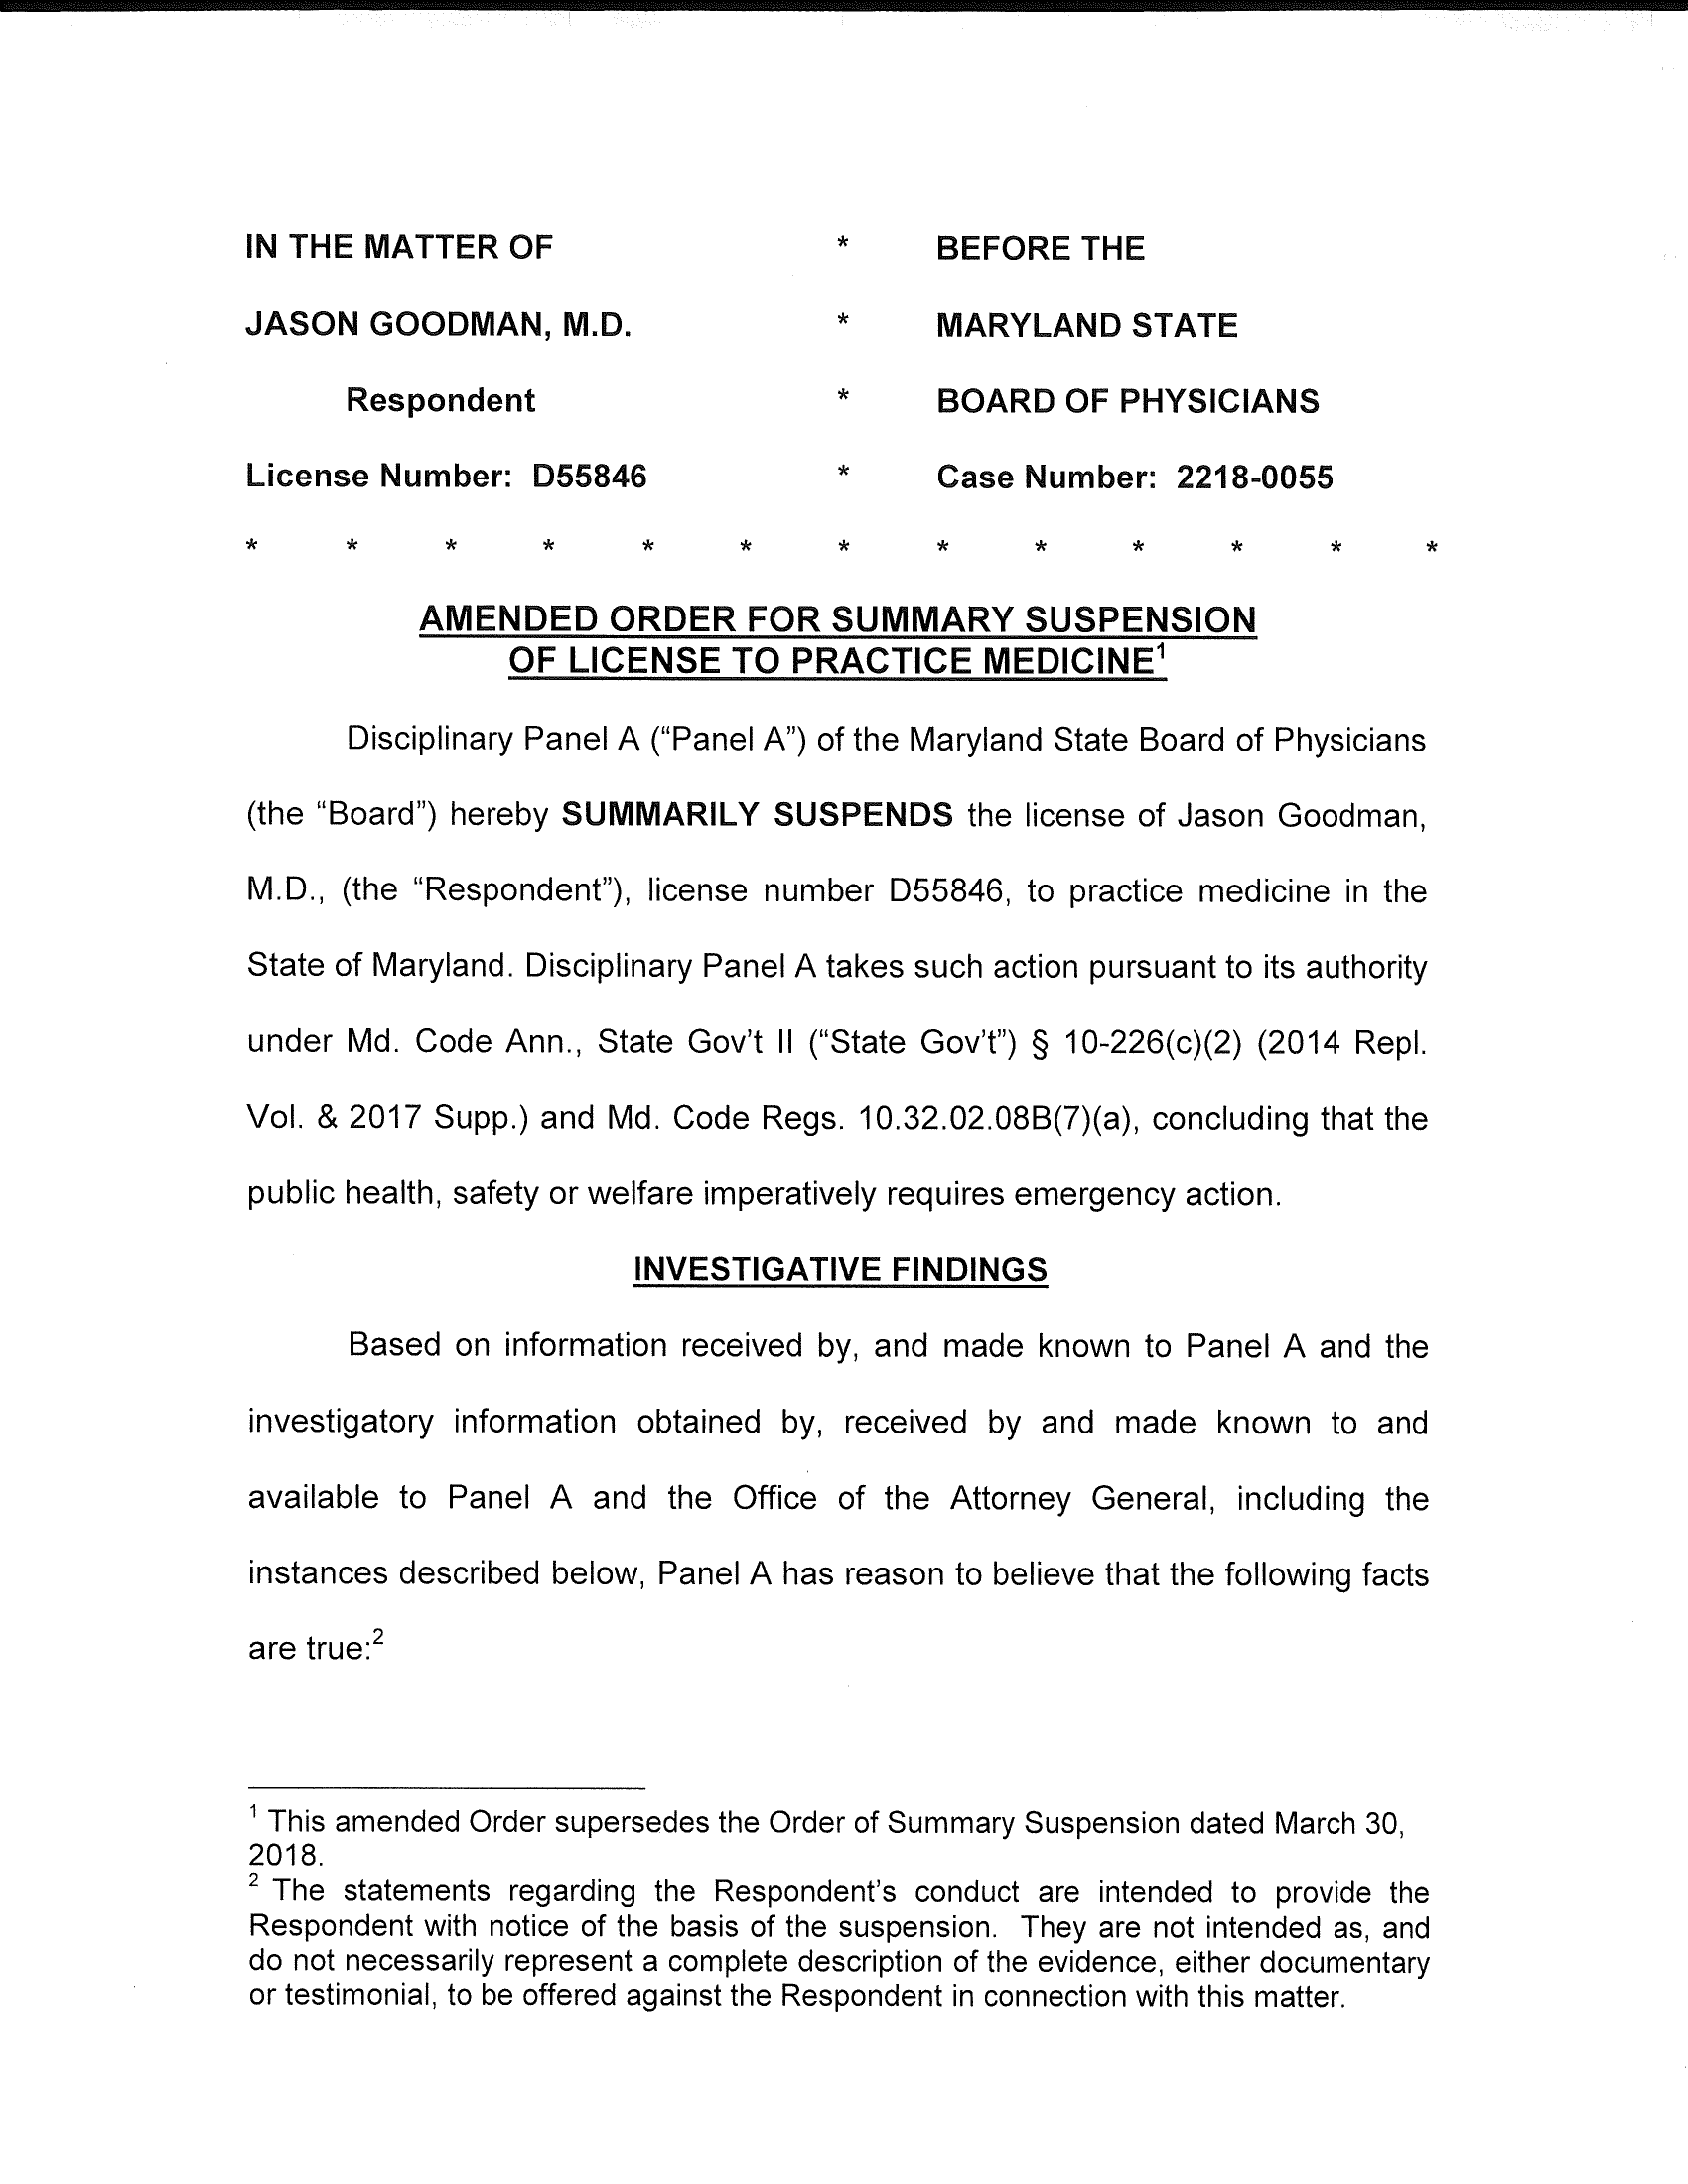 IN THE MATTER OF * BEFORE THE
JASON GOODMAN, M.D. * MARYLAND STATE
Respondent * BOARD OF PHYSICIANS
License Number: D55846 * Case Number: 2218-0055
* * * * * * * * * * * * *
AMENDED ORDER FOR SUMMARY SUSPENSION
OF LICENSE TO PRACTICE MEDICINE¹
Disciplinary Panel A (“Panel A”) of the Maryland State Board of Physicians
(the “Board”) hereby SUMMARILY SUSPENDS the license of Jason Goodman,
M.D., (the “Respondent”), license number D55846, to practice medicine in the
State of Maryland. Disciplinary Panel A takes such action pursuant to its authority
under Md. Code Ann., State Gov’t II (“State Gov’t”) § 10-226(c)(2) (2014 Repl.
Vol. & 2017 Supp.) and Md. Code Regs. 10.32.02.08B(7)(a), concluding that the
public health, safety or welfare imperatively requires emergency action.
INVESTIGATIVE FINDINGS
Based on information received by, and made known to Panel A and the
investigatory information obtained by, received by and made known to and
available to Panel A and the Office of the Attorney General, including the
instances described below, Panel A has reason to believe that the following facts
are true:²
¹ This amended Order supersedes the Order of Summary Suspension dated March 30,
2018.
² The statements regarding the Respondent’s conduct are intended to provide the
Respondent with notice of the basis of the suspension. They are not intended as, and
do not necessarily represent a complete description of the evidence, either documentary
or testimonial, to be offered against the Respondent in connection with this matter.